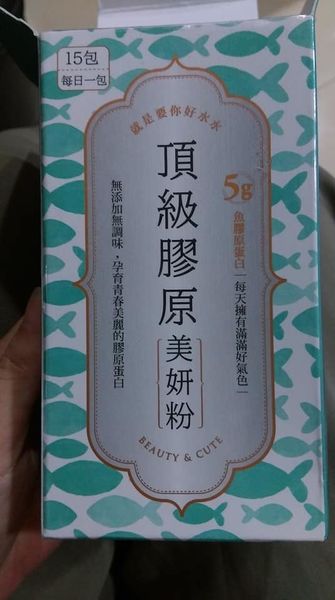 15包
每日一包
就是要你好水水
頂級膠原
美妍粉
5g
魚膠原蛋白
每天擁有滿滿好氣色
無添加無調味，孕育青春美麗的膠原蛋白
BEAUTY & CUTE